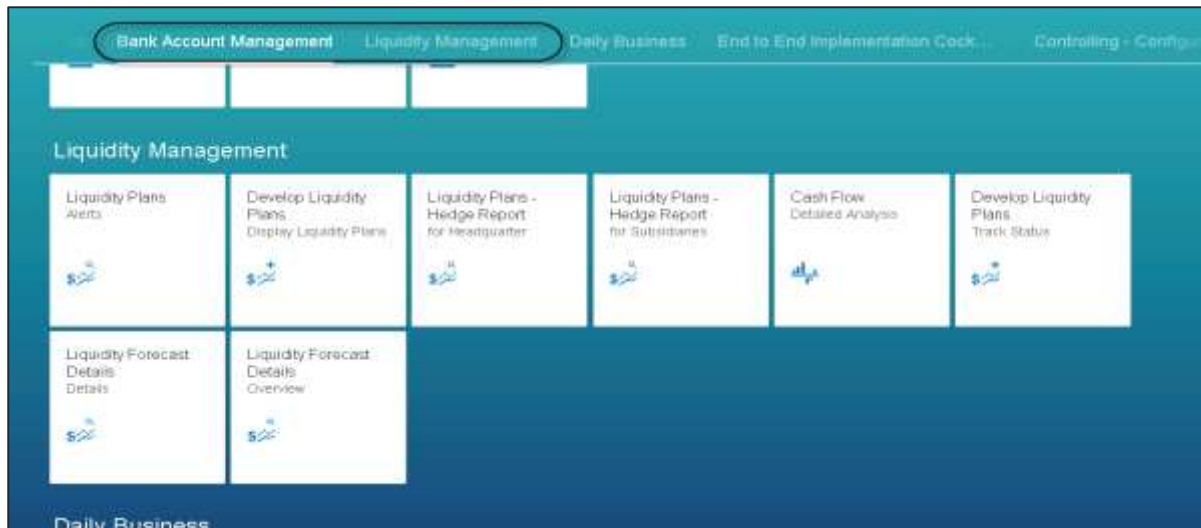 Bank Account Management Liquidity Management Daily Business End to End Implementation Cock... Controlling - Configu
Liquidity Management
Liquidity Plans
Alerts
Develop Liquidity
Plans
Display Liquidity Plans
Liquidity Plans -
Hedge Report
for Headquarter
Liquidity Plans -
Hedge Report
for Subsidiaries
Cash Flow
Detailed Analysis
Develop Liquidity
Plans
Track Status
Liquidity Forecast
Details
Details
Liquidity Forecast
Details
Overview
Daily Business